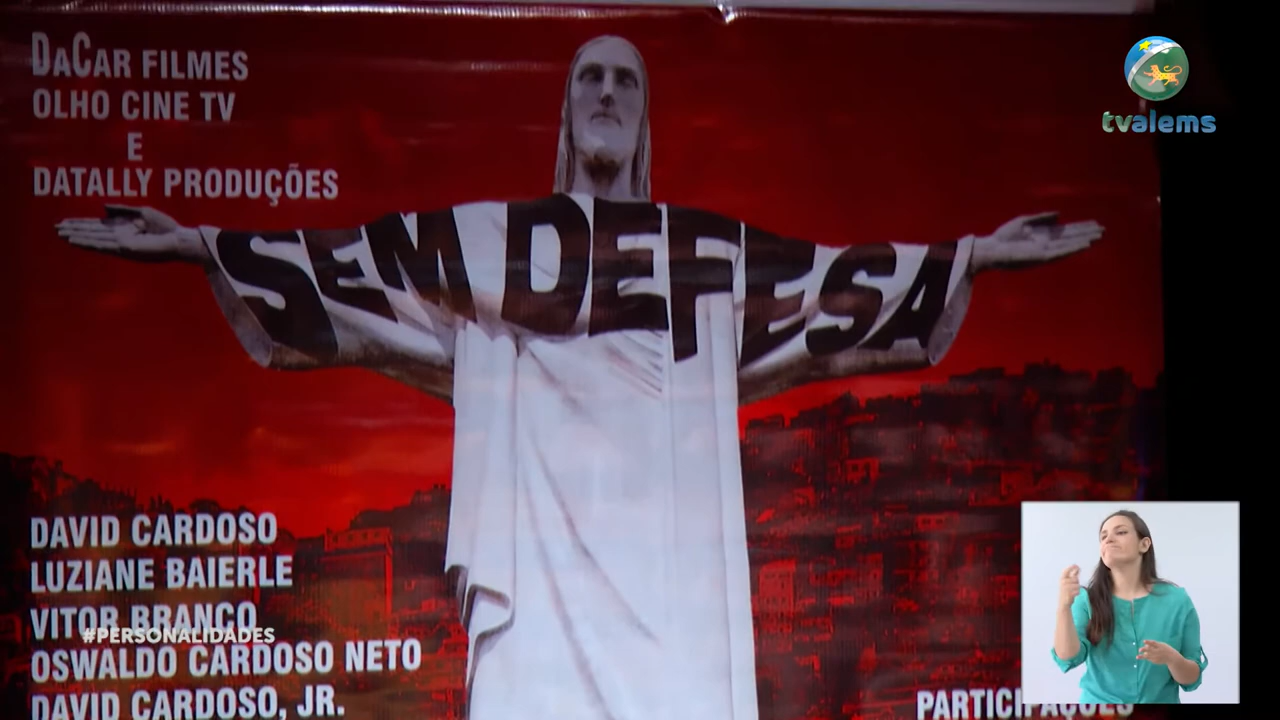 DACAR FILMES
OLHO CINE TV
E
DATALLY PRODUÇÕES
tvalems
SEM DEFESA
DAVID CARDOSO
LUZIANE BAIERLE
VITOR BRANCO
#PERSONALIDADES
OSWALDO CARDOSO NETO
DAVID CARDOSO, JR.
PARTICIPAÇÕES